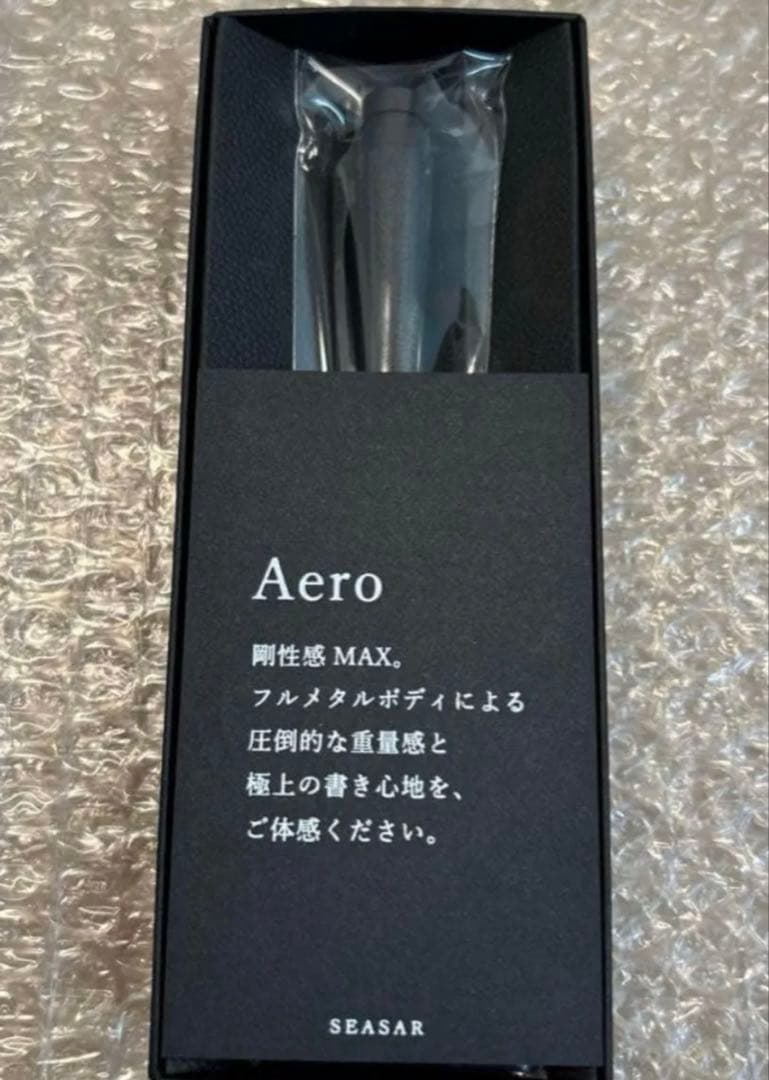 Aero
剛性感 MAX。
フルメタルボディによる
圧倒的な重量感と
極上の書き心地を、
ご体感ください。
SEASAR